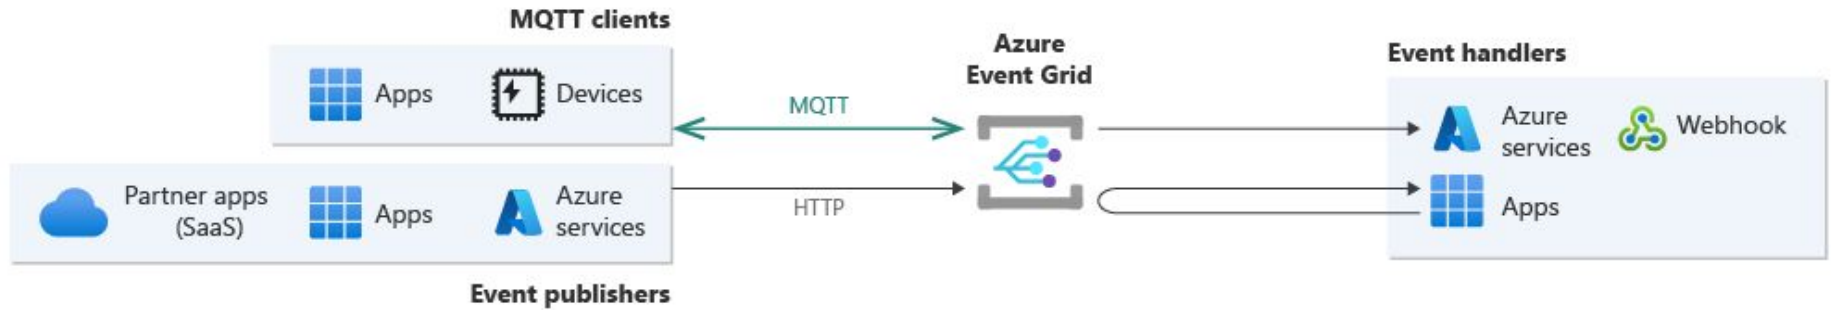 MQTT clients
Apps
Devices
MQTT
Azure
Event Grid
Event handlers
Azure
services
Webhook
Apps
Partner apps
(SaaS)
Apps
Azure
services
HTTP
Event publishers